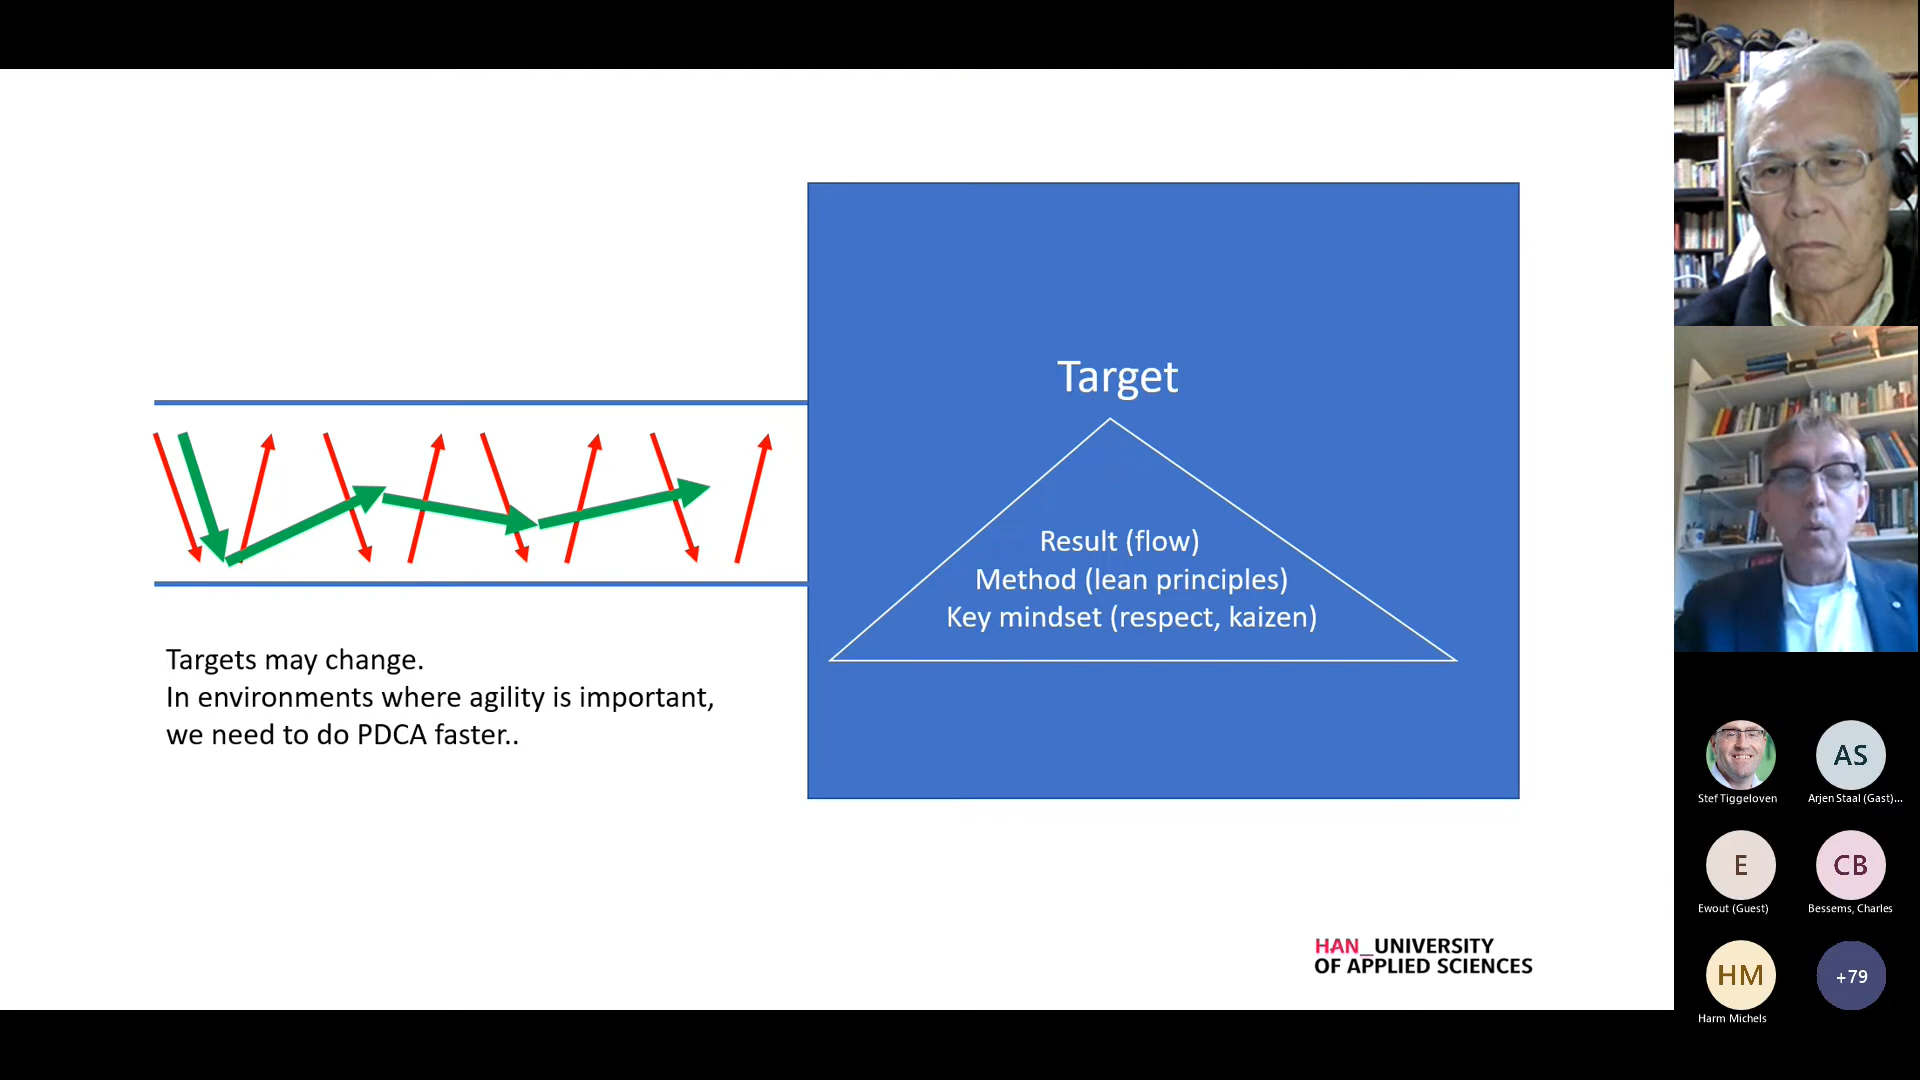 Target
Result (flow)
Method (lean principles)
Key mindset (respect, kaizen)
Targets may change.
In environments where agility is important,
we need to do PDCA faster..
HAN_UNIVERSITY
OF APPLIED SCIENCES
Stef Tiggeloven
AS
Arjen Staal (Gast)...
E
Ewout (Guest)
CB
Bessems, Charles
HM
Harm Michels
+79